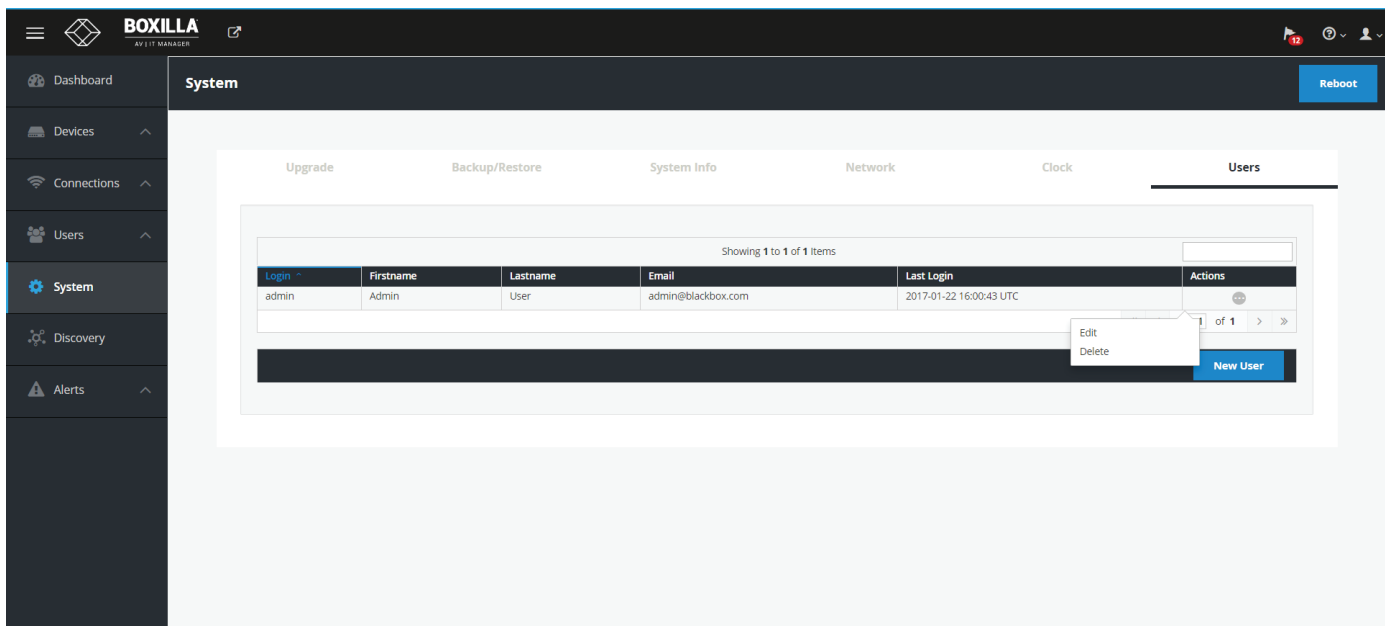 BOXILLA
AV | IT MANAGER
12
Dashboard
System
Reboot
Devices
Connections
Users
System
Discovery
Alerts
Upgrade Backup/Restore System Info Network Clock Users
Showing 1 to 1 of 1 Items
Login Firstname Lastname Email Last Login Actions
admin Admin User admin@blackbox.com 2017-01-22 16:00:43 UTC
1 of 1
Edit
Delete
New User